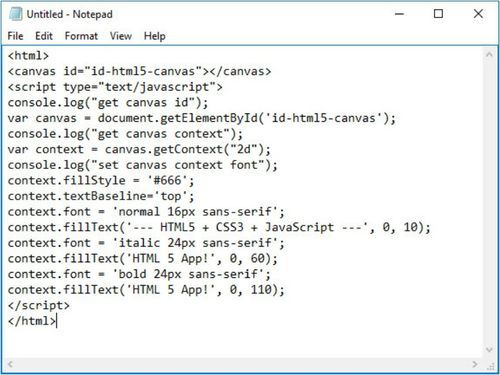 Untitled - Notepad
File Edit Format View Help
<html>
<canvas id="id-html5-canvas"></canvas>
<script type="text/javascript">
console.log("get canvas id");
var canvas = document.getElementById('id-html5-canvas');
console.log("get canvas context");
var context = canvas.getContext("2d");
console.log("set canvas context font");
context.fillStyle = '#666';
context.textBaseline='top';
context.font = 'normal 16px sans-serif';
context.fillText('--- HTML5 + CSS3 + JavaScript ---', 0, 10);
context.font = 'italic 24px sans-serif';
context.fillText('HTML 5 App!', 0, 60);
context.font = 'bold 24px sans-serif';
context.fillText('HTML 5 App!', 0, 110);
</script>
</html>